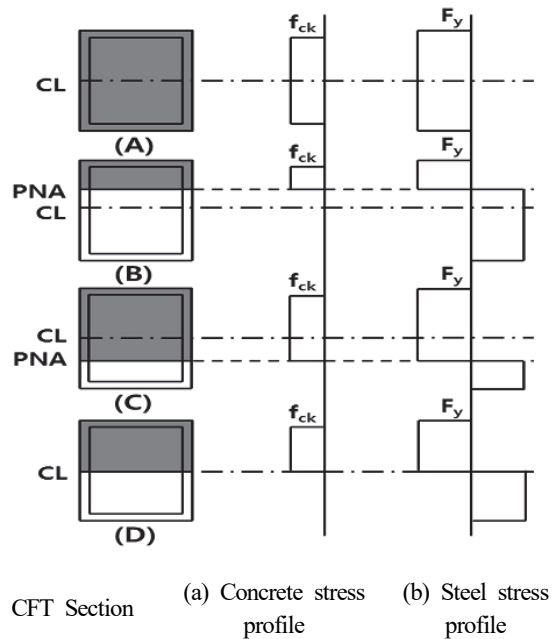 f_ck F_y
CL
(A)
f_ck F_y
PNA
CL
(B)
f_ck F_y
CL
PNA
(C)
f_ck F_y
CL
(D)
CFT Section
(a) Concrete stress
profile
(b) Steel stress
profile